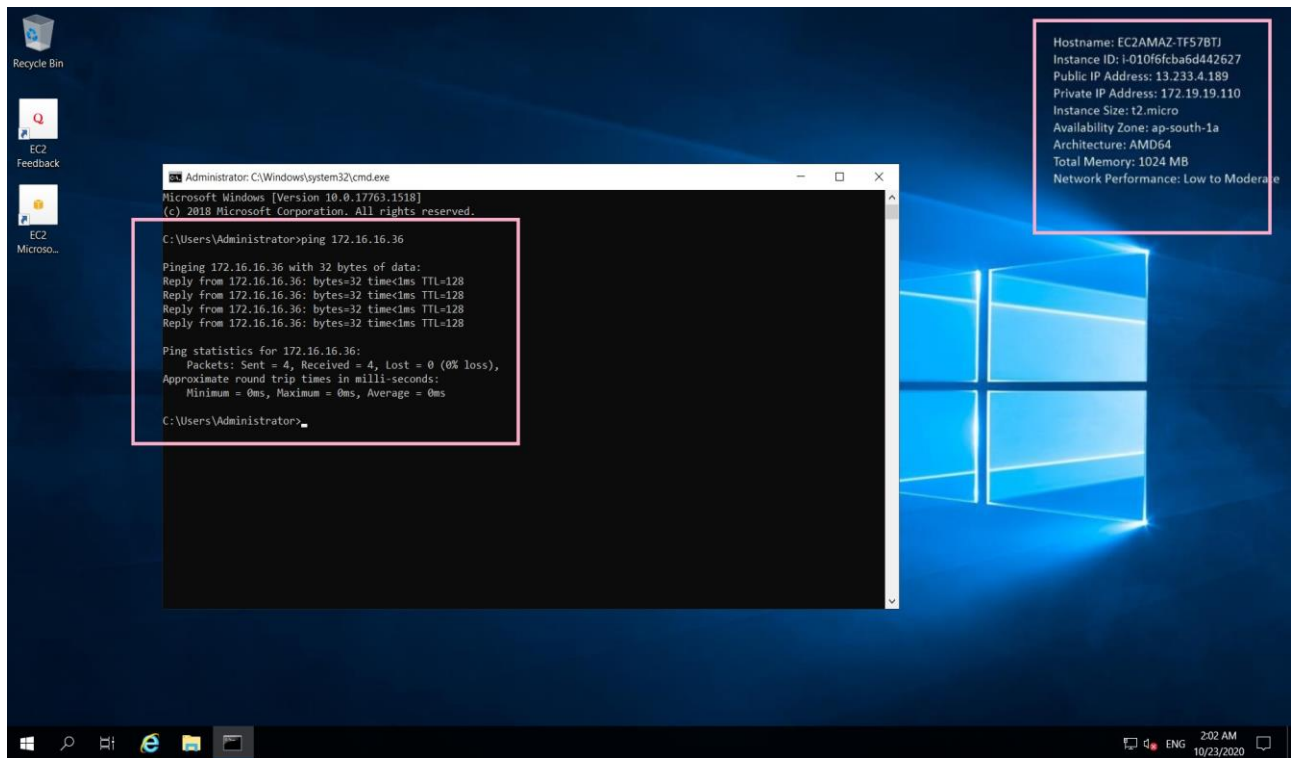 Recycle Bin
EC2
Feedback
EC2
Microso...
Hostname: EC2AMAZ-TF57BTJ
Instance ID: i-010f6fcba6d442627
Public IP Address: 13.233.4.189
Private IP Address: 172.19.19.110
Instance Size: t2.micro
Availability Zone: ap-south-1a
Architecture: AMD64
Total Memory: 1024 MB
Network Performance: Low to Moderate
Administrator: C:\Windows\system32\cmd.exe
Microsoft Windows [Version 10.0.17763.1518]
(c) 2018 Microsoft Corporation. All rights reserved.
C:\Users\Administrator>ping 172.16.16.36
Pinging 172.16.16.36 with 32 bytes of data:
Reply from 172.16.16.36: bytes=32 time<1ms TTL=128
Reply from 172.16.16.36: bytes=32 time<1ms TTL=128
Reply from 172.16.16.36: bytes=32 time<1ms TTL=128
Reply from 172.16.16.36: bytes=32 time<1ms TTL=128
Ping statistics for 172.16.16.36:
Packets: Sent = 4, Received = 4, Lost = 0 (0% loss),
Approximate round trip times in milli-seconds:
Minimum = 0ms, Maximum = 0ms, Average = 0ms
C:\Users\Administrator>
ENG
2:02 AM
10/23/2020